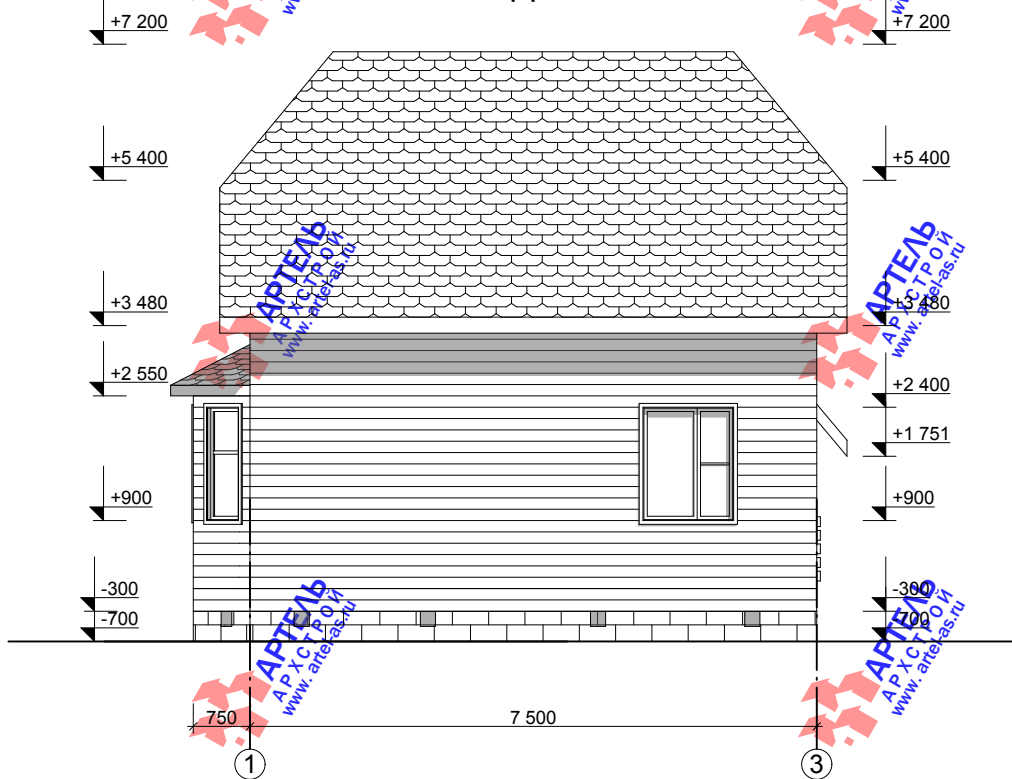 +7 200
+7 200
+5 400
+5 400
АРТЕЛЬ
АРХСТРОЙ
www.artel-as.ru
АРТЕЛЬ
АРХСТРОЙ
www.artel-as.ru
+3 480
+3 480
+2 550
+2 400
+1 751
+900
+900
-300
-300
-700
-700
АРТЕЛЬ
АРХСТРОЙ
www.artel-as.ru
АРТЕЛЬ
АРХСТРОЙ
www.artel-as.ru
750
7 500
1
3